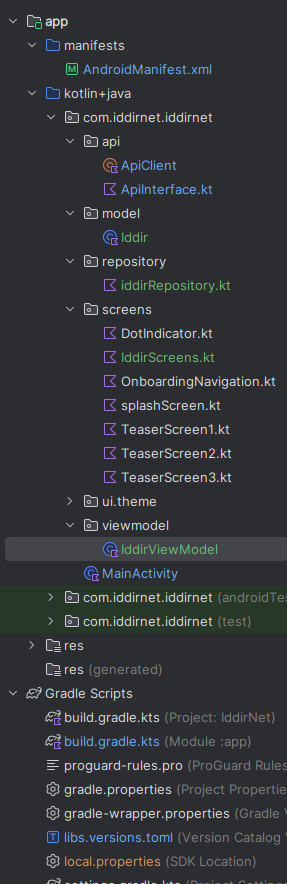 app
manifests
AndroidManifest.xml
kotlin+java
com.iddirnet.iddirnet
api
ApiClient
ApiInterface.kt
model
Iddir
repository
iddirRepository.kt
screens
DotIndicator.kt
IddirScreens.kt
OnboardingNavigation.kt
splashScreen.kt
TeaserScreen1.kt
TeaserScreen2.kt
TeaserScreen3.kt
ui.theme
viewmodel
IddirViewModel
MainActivity
com.iddirnet.iddirnet (androidTes
com.iddirnet.iddirnet (test)
res
res (generated)
Gradle Scripts
build.gradle.kts (Project: IddirNet)
build.gradle.kts (Module :app)
proguard-rules.pro (ProGuard Rules
gradle.properties (Project Propertie
gradle-wrapper.properties (Gradle V
libs.versions.toml (Version Catalog
local.properties (SDK Location)